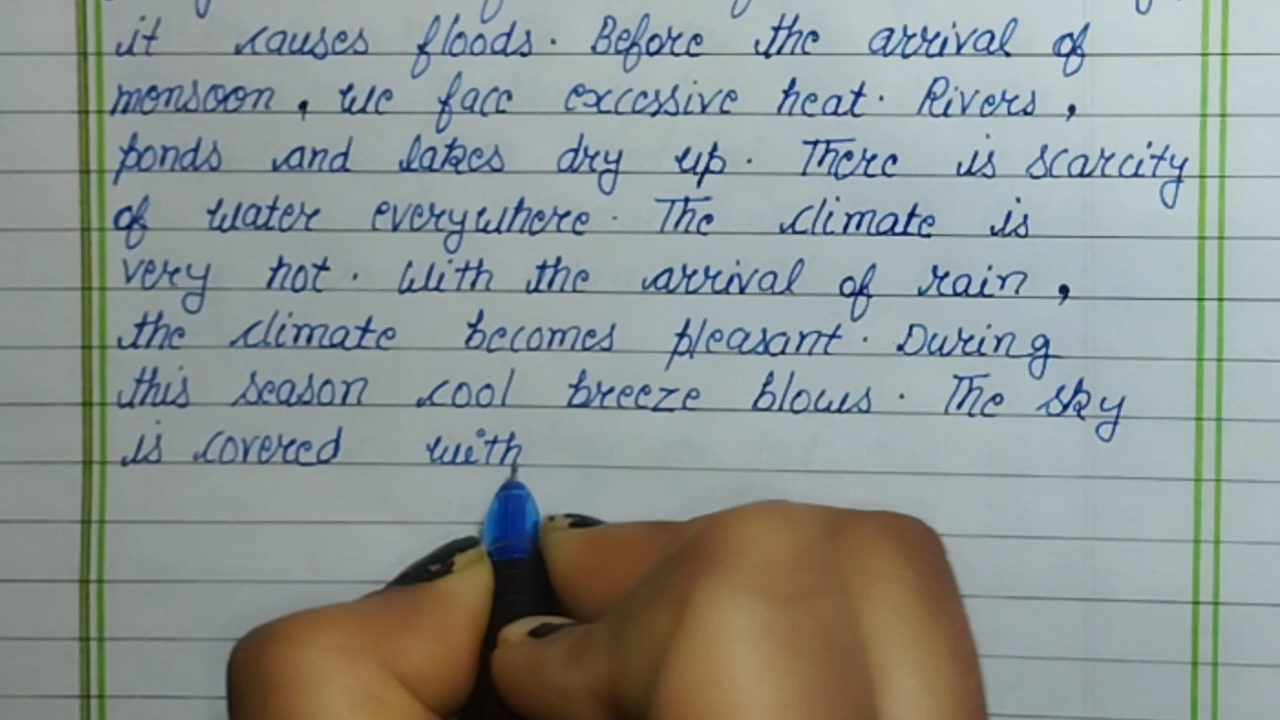 it causes floods. Before the arrival of
monsoon, we face excessive heat. Rivers,
ponds and lakes dry up. There is scarcity
of water everywhere. The climate is
very hot. With the arrival of rain,
the climate becomes pleasant. During
this season cool breeze blows. The sky
is covered with